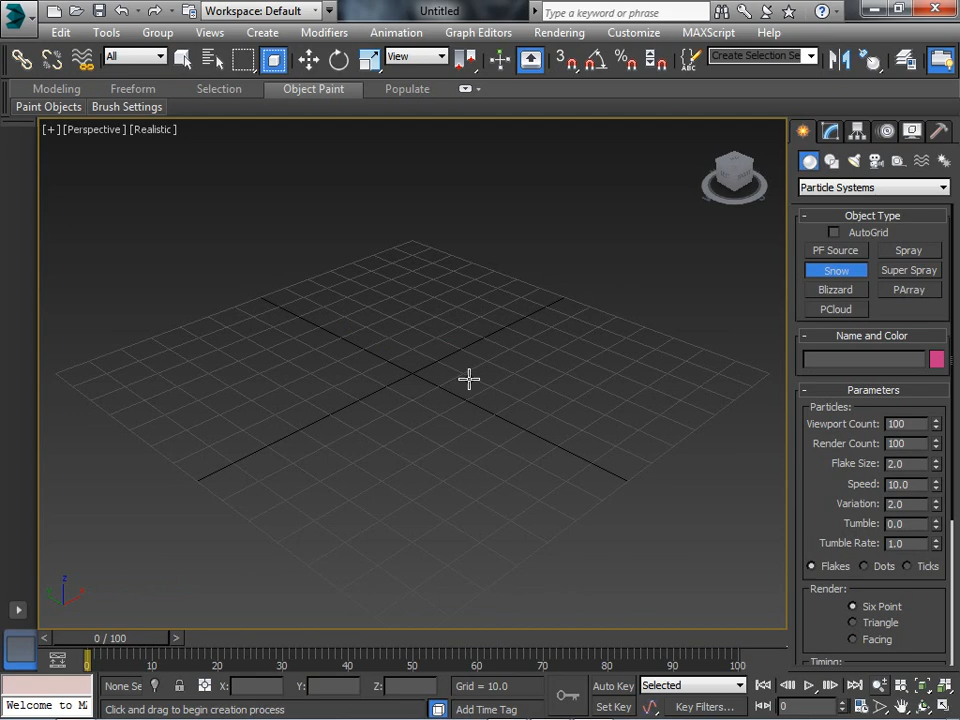 Workspace: Default
Untitled
Type a keyword or phrase
Edit Tools Group Views Create Modifiers Animation Graph Editors Rendering Customize MAXScript Help
All
View
3
Create Selection Se
Modeling Freeform Selection Object Paint Populate
Paint Objects Brush Settings
[+] [Perspective] [Realistic]
Particle Systems
Object Type
AutoGrid
PF Source Spray
Snow Super Spray
Blizzard PArray
PCloud
Name and Color
Parameters
Particles:
Viewport Count: 100
Render Count: 100
Flake Size: 2.0
Speed: 10.0
Variation: 2.0
Tumble: 0.0
Tumble Rate: 1.0
Flakes Dots Ticks
Render:
Six Point
Triangle
Facing
Timing:
z
0 / 100
0 10 20 30 40 50 60 70 80 90 100
None Se X: Y: Z: Grid = 10.0 Auto Key Selected
Welcome to M
Click and drag to begin creation process Add Time Tag Set Key Key Filters... 0